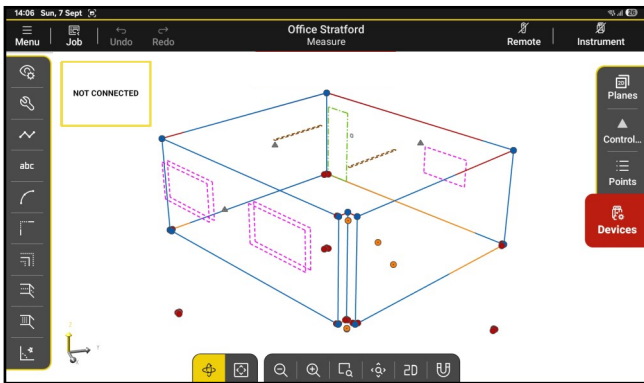 14:06 Sun, 7 Sept
Office Stratford
Measure
Menu
Job
Undo
Redo
Remote
Instrument
NOT CONNECTED
abc
2D
Planes
Control...
Points
Devices
2D